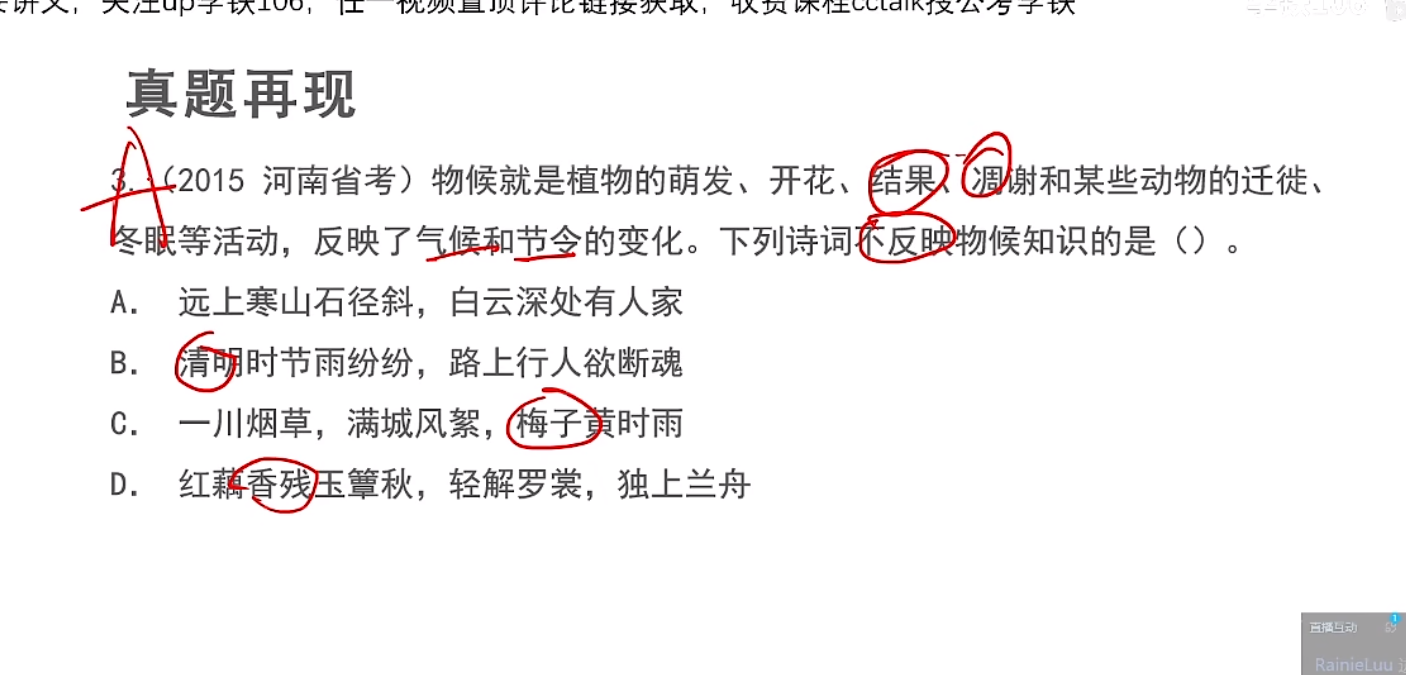 讲义，关注up学铁106，任一视频置顶评论链接获取，收费课程cctalk搜公考学铁
真题再现
A
3.（2015 河南省考）物候就是植物的萌发、开花、结果、凋谢和某些动物的迁徙、
冬眠等活动，反映了气候和节令的变化。下列诗词不反映物候知识的是（）。
A. 远上寒山石径斜，白云深处有人家
B. 清明时节雨纷纷，路上行人欲断魂
C. 一川烟草，满城风絮，梅子黄时雨
D. 红藕香残玉簟秋，轻解罗裳，独上兰舟
直播互动
1
RainieLuu